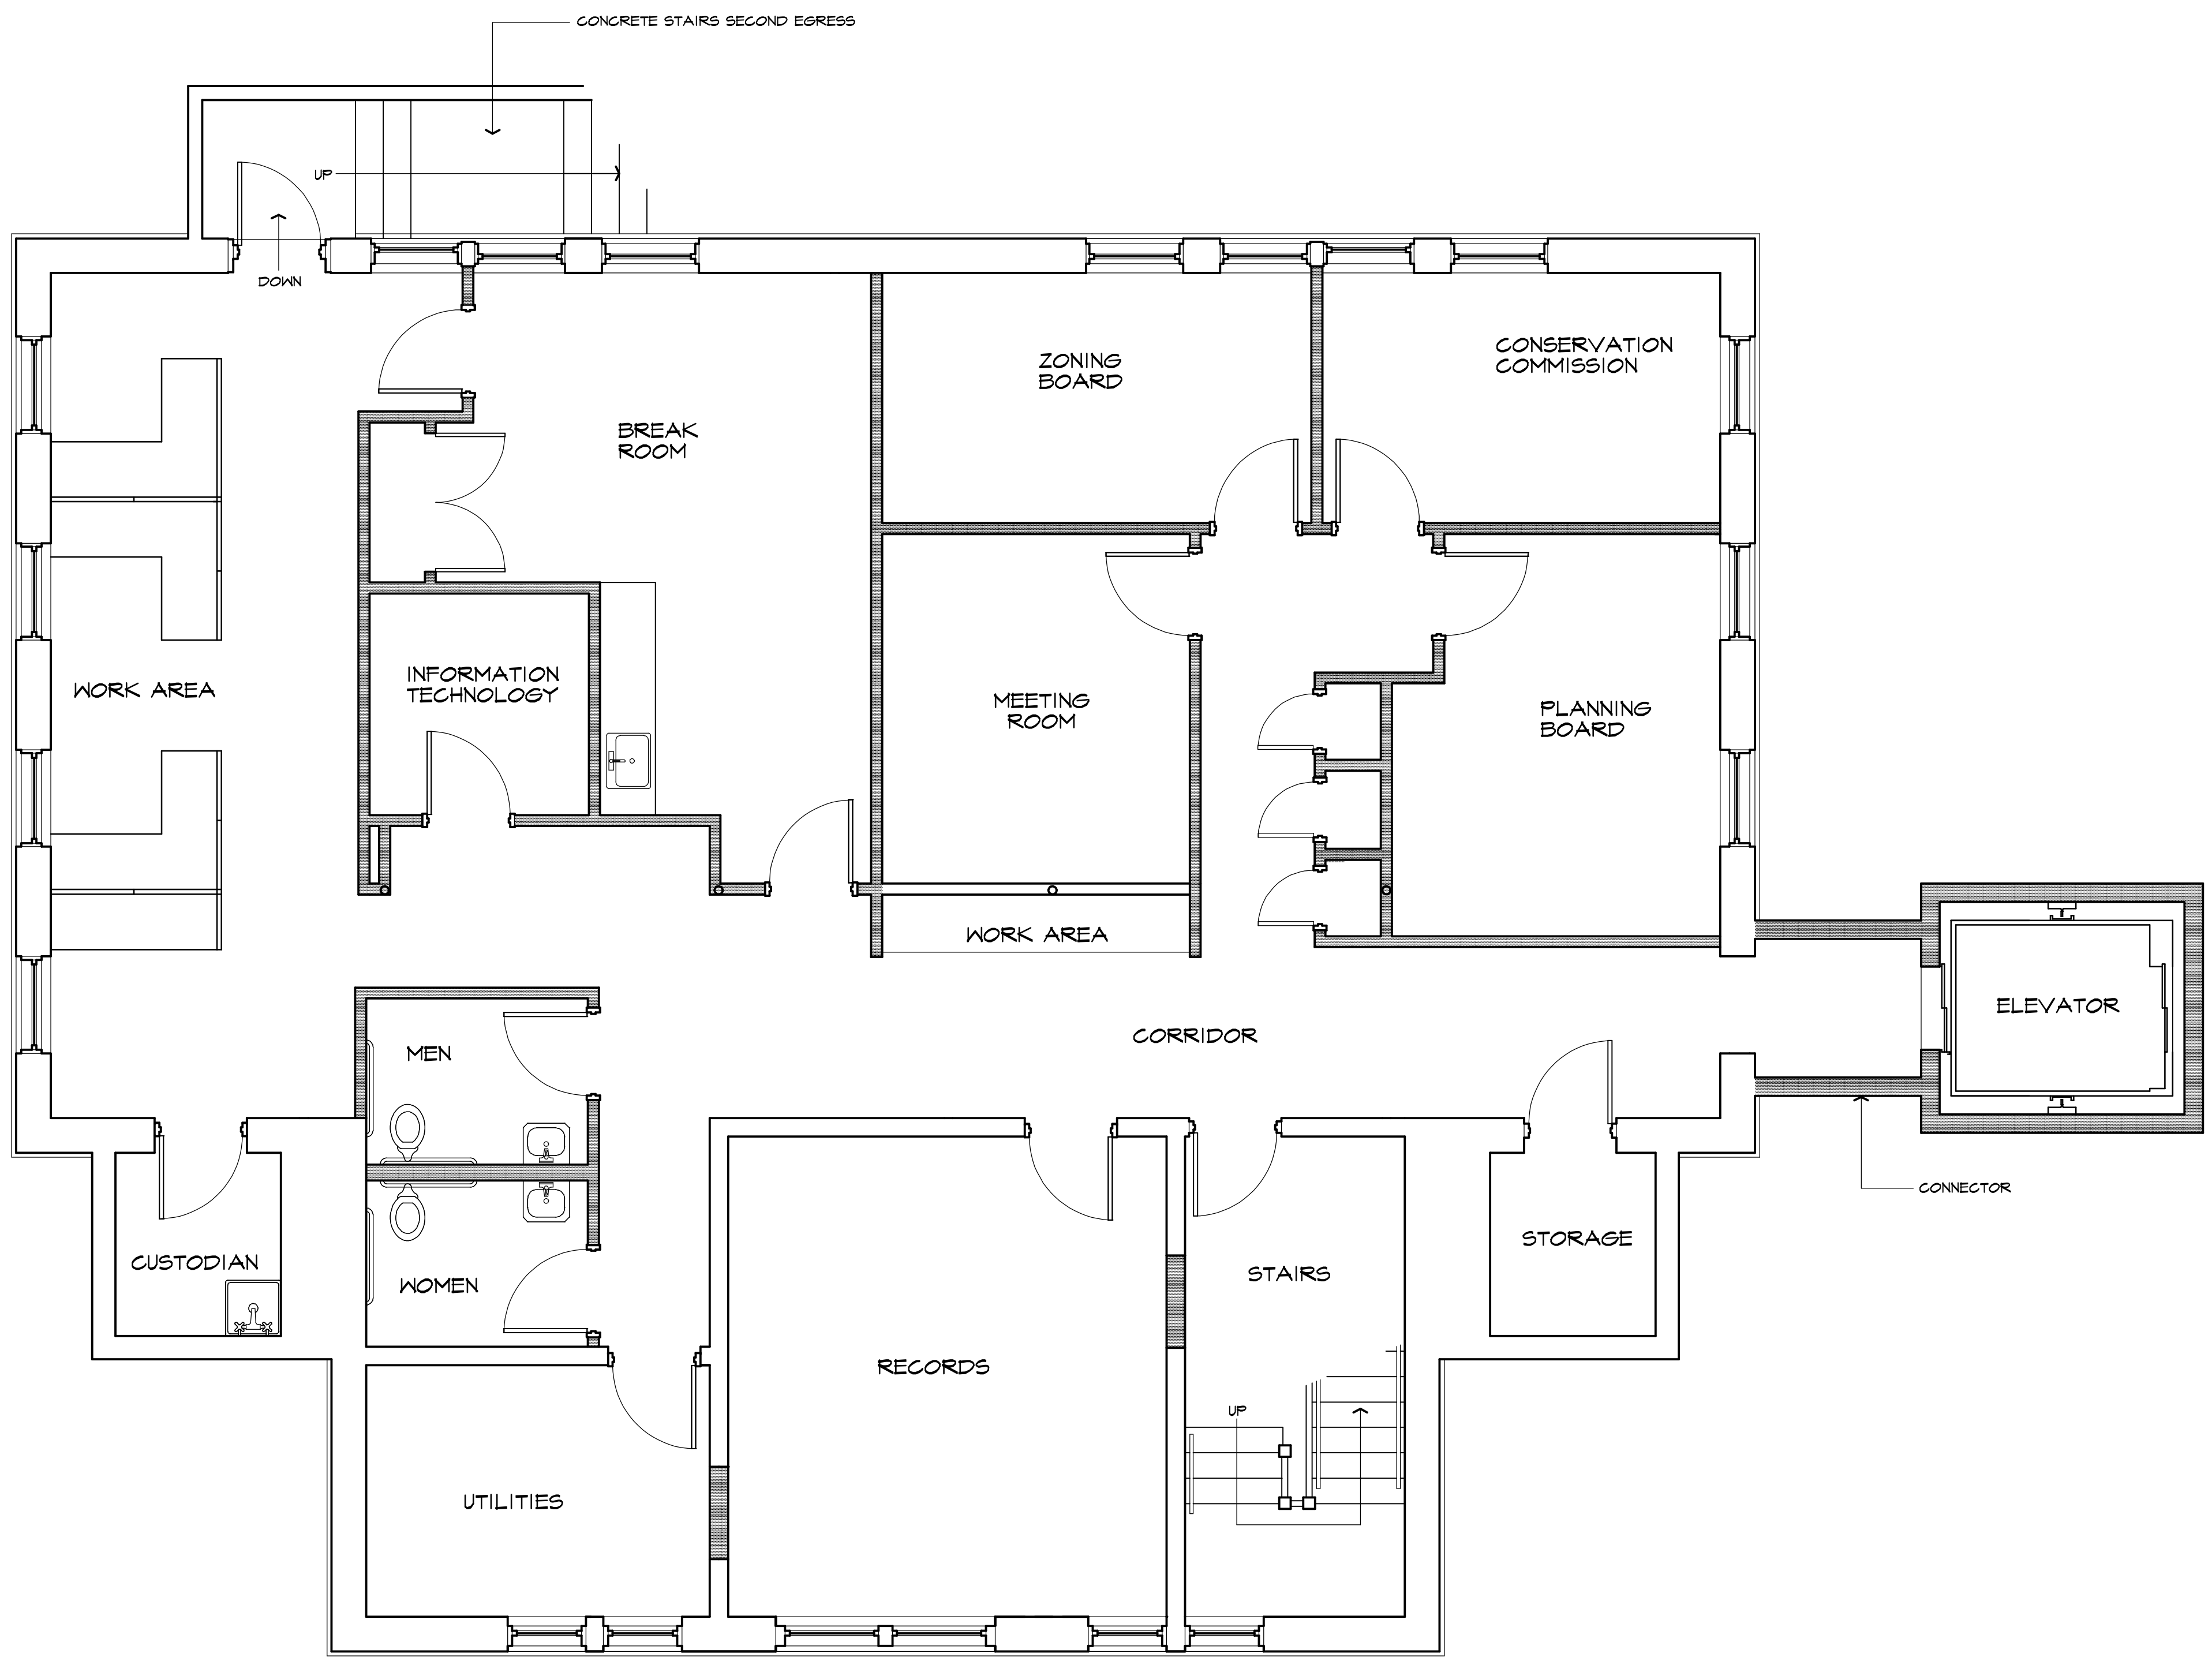 CONCRETE STAIRS SECOND EGRESS
UP
DOWN
ZONING
BOARD
CONSERVATION
COMMISSION
BREAK
ROOM
INFORMATION
TECHNOLOGY
WORK AREA
MEETING
ROOM
PLANNING
BOARD
WORK AREA
ELEVATOR
CORRIDOR
MEN
CONNECTOR
STORAGE
CUSTODIAN
STAIRS
WOMEN
RECORDS
UP
UTILITIES